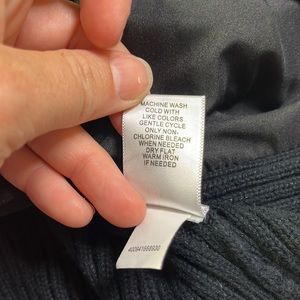 MACHINE WASH
COLD WITH
LIKE COLORS
GENTLE CYCLE
ONLY NON-
CHLORINE BLEACH
WHEN NEEDED
DRY FLAT
WARM IRON
IF NEEDED